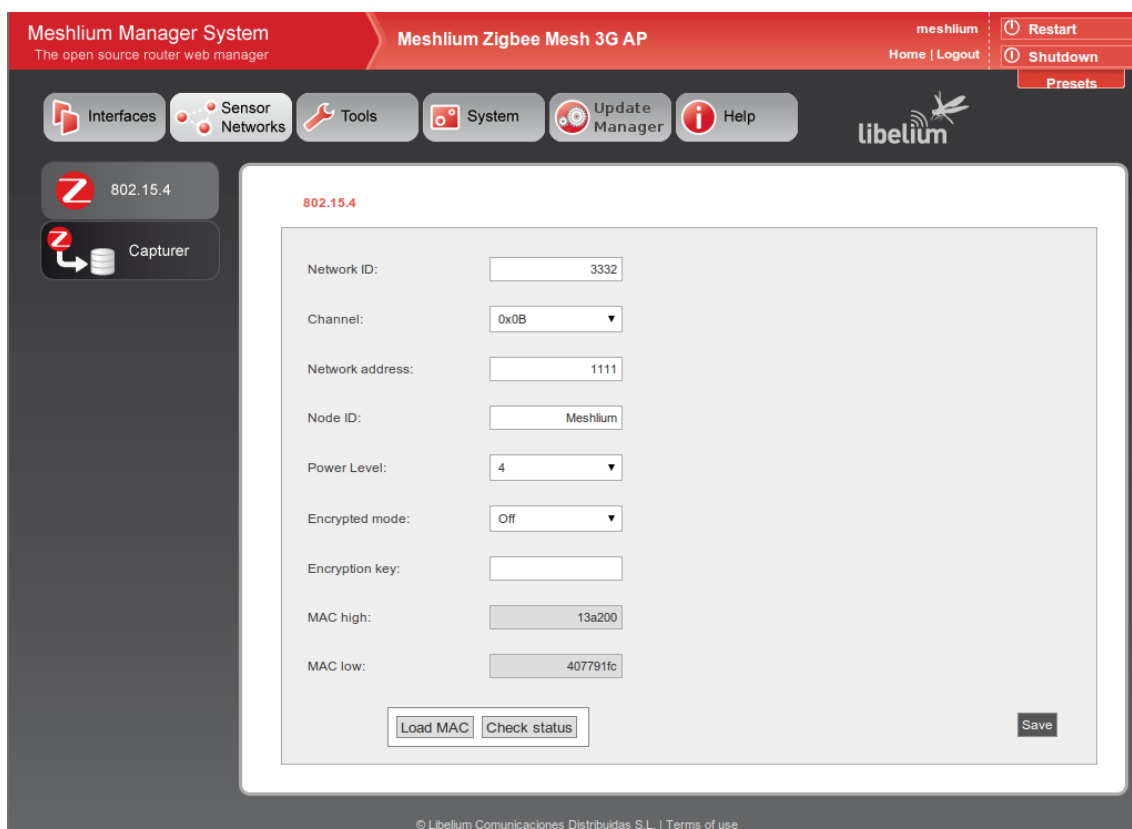 Meshlium Manager System
The open source router web manager
Meshlium Zigbee Mesh 3G AP
meshlium
Home | Logout
Restart
Shutdown
Presets
Interfaces
Sensor
Networks
Tools
System
Update
Manager
Help
libelium
802.15.4
Capturer
802.15.4
Network ID: 3332
Channel: 0x0B
Network address: 1111
Node ID: Meshlium
Power Level: 4
Encrypted mode: Off
Encryption key:
MAC high: 13a200
MAC low: 407791fc
Load MAC Check status
Save
© Libelium Comunicaciones Distribuidas S.L. | Terms of use